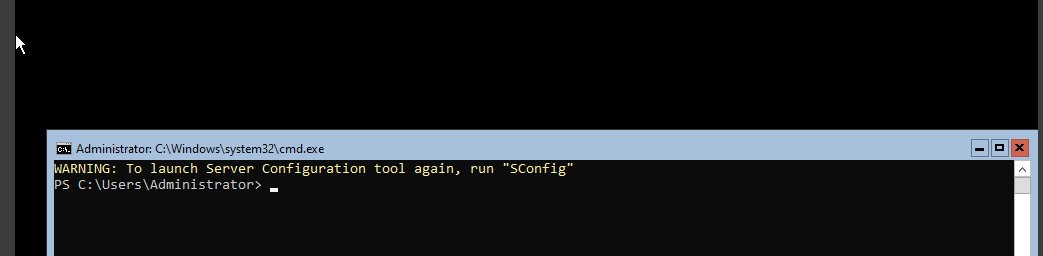 Administrator: C:\Windows\system32\cmd.exe
WARNING: To launch Server Configuration tool again, run "SConfig"
PS C:\Users\Administrator>